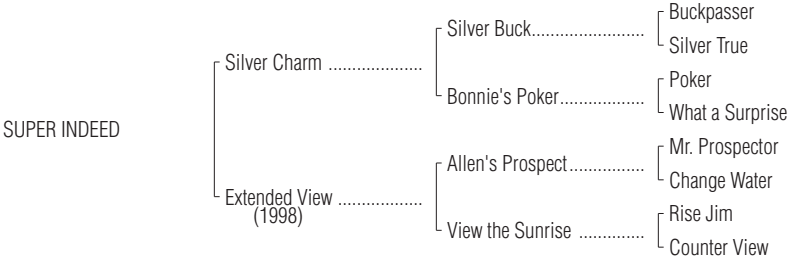 Buckpasser
Silver Buck.......................
Silver True
Silver Charm ...................
Poker
Bonnie's Poker.................
What a Surprise
SUPER INDEED
Mr. Prospector
Allen's Prospect...............
Change Water
Extended View .................
(1998)
Rise Jim
View the Sunrise .............
Counter View